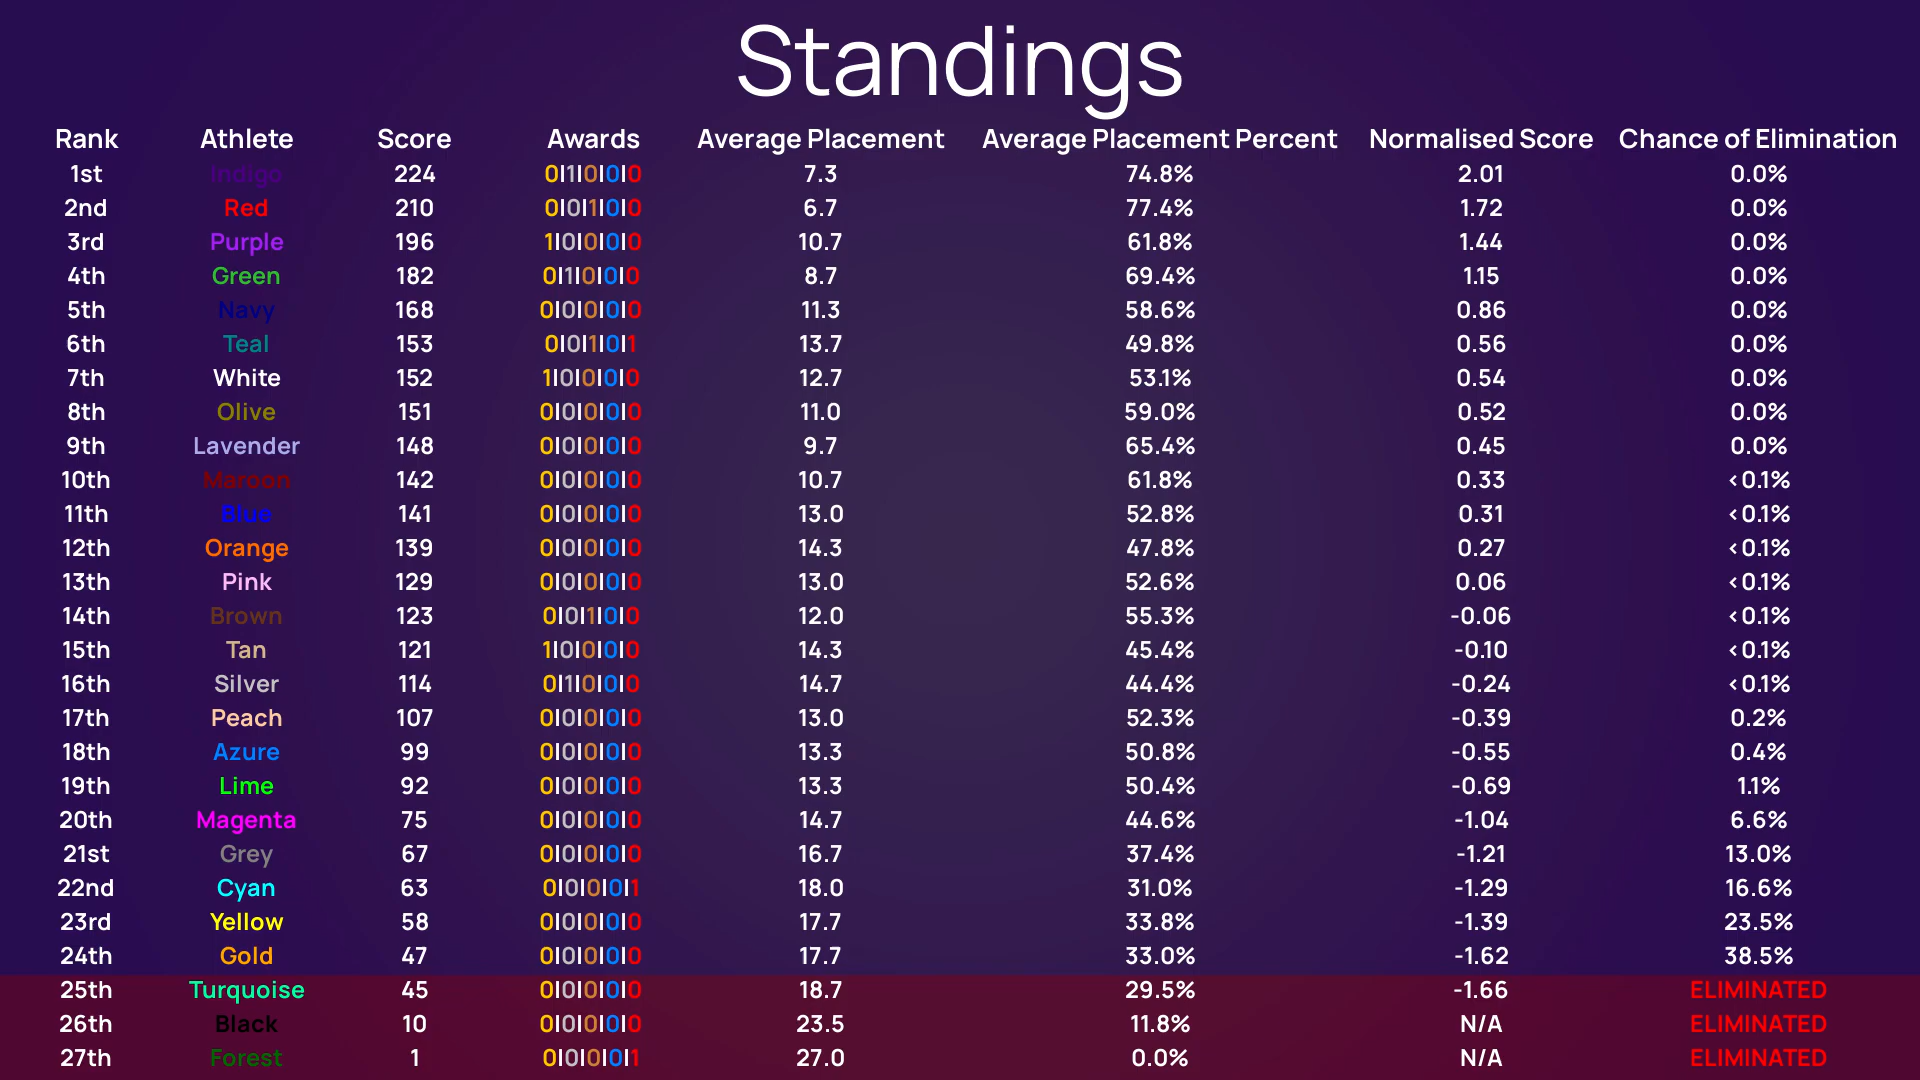 Standings
Rank Athlete Score Awards Average Placement Average Placement Percent Normalised Score Chance of Elimination
1st Indigo 224 0|1|0|0|0 7.3 74.8% 2.01 0.0%
2nd Red 210 0|0|1|0|0 6.7 77.4% 1.72 0.0%
3rd Purple 196 1|0|0|0|0 10.7 61.8% 1.44 0.0%
4th Green 182 0|1|0|0|0 8.7 69.4% 1.15 0.0%
5th Navy 168 0|0|0|0|0 11.3 58.6% 0.86 0.0%
6th Teal 153 0|0|1|0|1 13.7 49.8% 0.56 0.0%
7th White 152 1|0|0|0|0 12.7 53.1% 0.54 0.0%
8th Olive 151 0|0|0|0|0 11.0 59.0% 0.52 0.0%
9th Lavender 148 0|0|0|0|0 9.7 65.4% 0.45 0.0%
10th Maroon 142 0|0|0|0|0 10.7 61.8% 0.33 <0.1%
11th Blue 141 0|0|0|0|0 13.0 52.8% 0.31 <0.1%
12th Orange 139 0|0|0|0|0 14.3 47.8% 0.27 <0.1%
13th Pink 129 0|0|0|0|0 13.0 52.6% 0.06 <0.1%
14th Brown 123 0|0|1|0|0 12.0 55.3% -0.06 <0.1%
15th Tan 121 1|0|0|0|0 14.3 45.4% -0.10 <0.1%
16th Silver 114 0|1|0|0|0 14.7 44.4% -0.24 <0.1%
17th Peach 107 0|0|0|0|0 13.0 52.3% -0.39 0.2%
18th Azure 99 0|0|0|0|0 13.3 50.8% -0.55 0.4%
19th Lime 92 0|0|0|0|0 13.3 50.4% -0.69 1.1%
20th Magenta 75 0|0|0|0|0 14.7 44.6% -1.04 6.6%
21st Grey 67 0|0|0|0|0 16.7 37.4% -1.21 13.0%
22nd Cyan 63 0|0|0|0|1 18.0 31.0% -1.29 16.6%
23rd Yellow 58 0|0|0|0|0 17.7 33.8% -1.39 23.5%
24th Gold 47 0|0|0|0|0 17.7 33.0% -1.62 38.5%
25th Turquoise 45 0|0|0|0|0 18.7 29.5% -1.66 ELIMINATED
26th Black 10 0|0|0|0|0 23.5 11.8% N/A ELIMINATED
27th Forest 1 0|0|0|0|1 27.0 0.0% N/A ELIMINATED